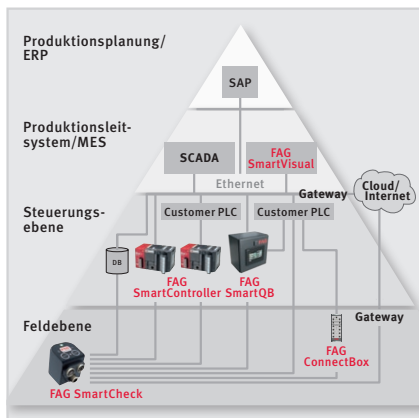 Produktionsplanung/
ERP
SAP
Produktionsleit-
system/MES
SCADA
FAG
SmartVisual
Ethernet
Gateway
Cloud/
Internet
Steuerungs-
ebene
Customer PLC
Customer PLC
DB
FAG
SmartController
FAG
SmartQB
Feldebene
Gateway
FAG
ConnectBox
FAG SmartCheck